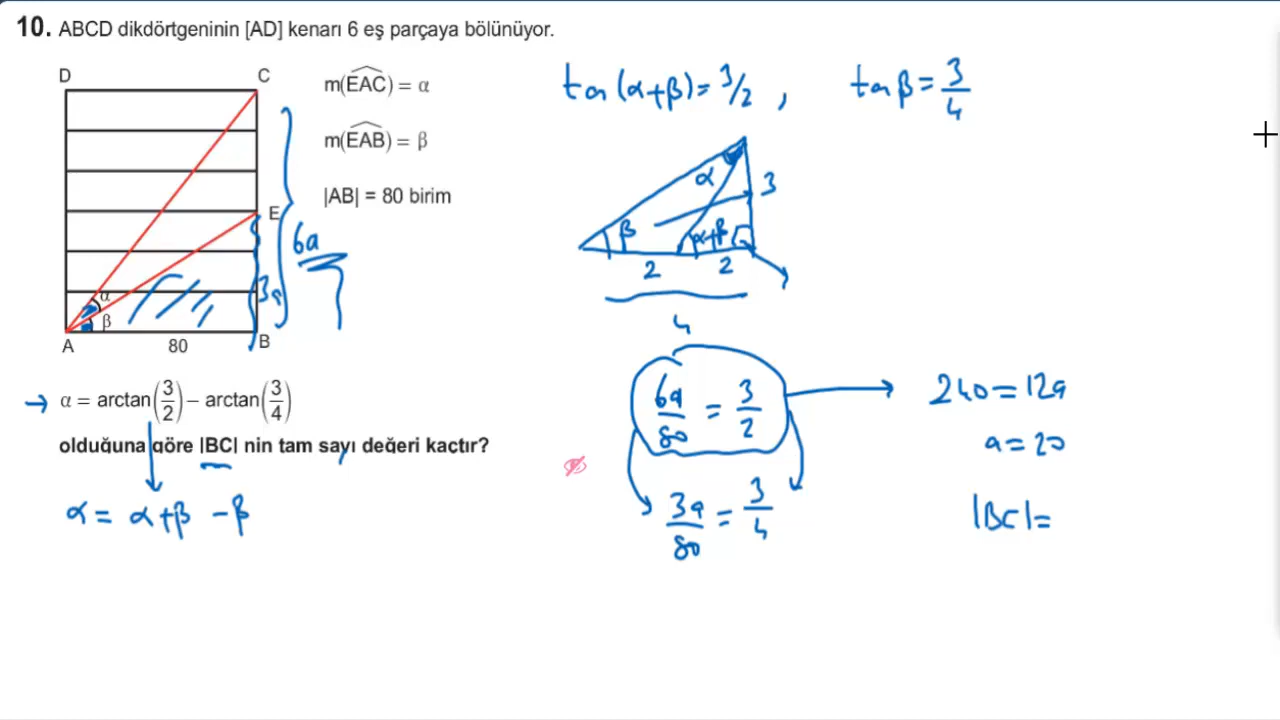 10. ABCD dikdörtgeninin [AD] kenarı 6 eş parçaya bölünüyor.
D
C
E
A
B
80
α
β
6a
3a
m(EAC) = α
m(EAB) = β
|AB| = 80 birim
→ α = arctan(3/2) − arctan(3/4)
olduğuna göre |BC| nin tam sayı değeri kaçtır?
α = α+β −β
tan(α+β) = 3/2 , tan β = 3/4
α
3
β
α+β
2
2
4
6a/80 = 3/2
3a/80 = 3/4
240 = 12a
a = 20
|BC| =